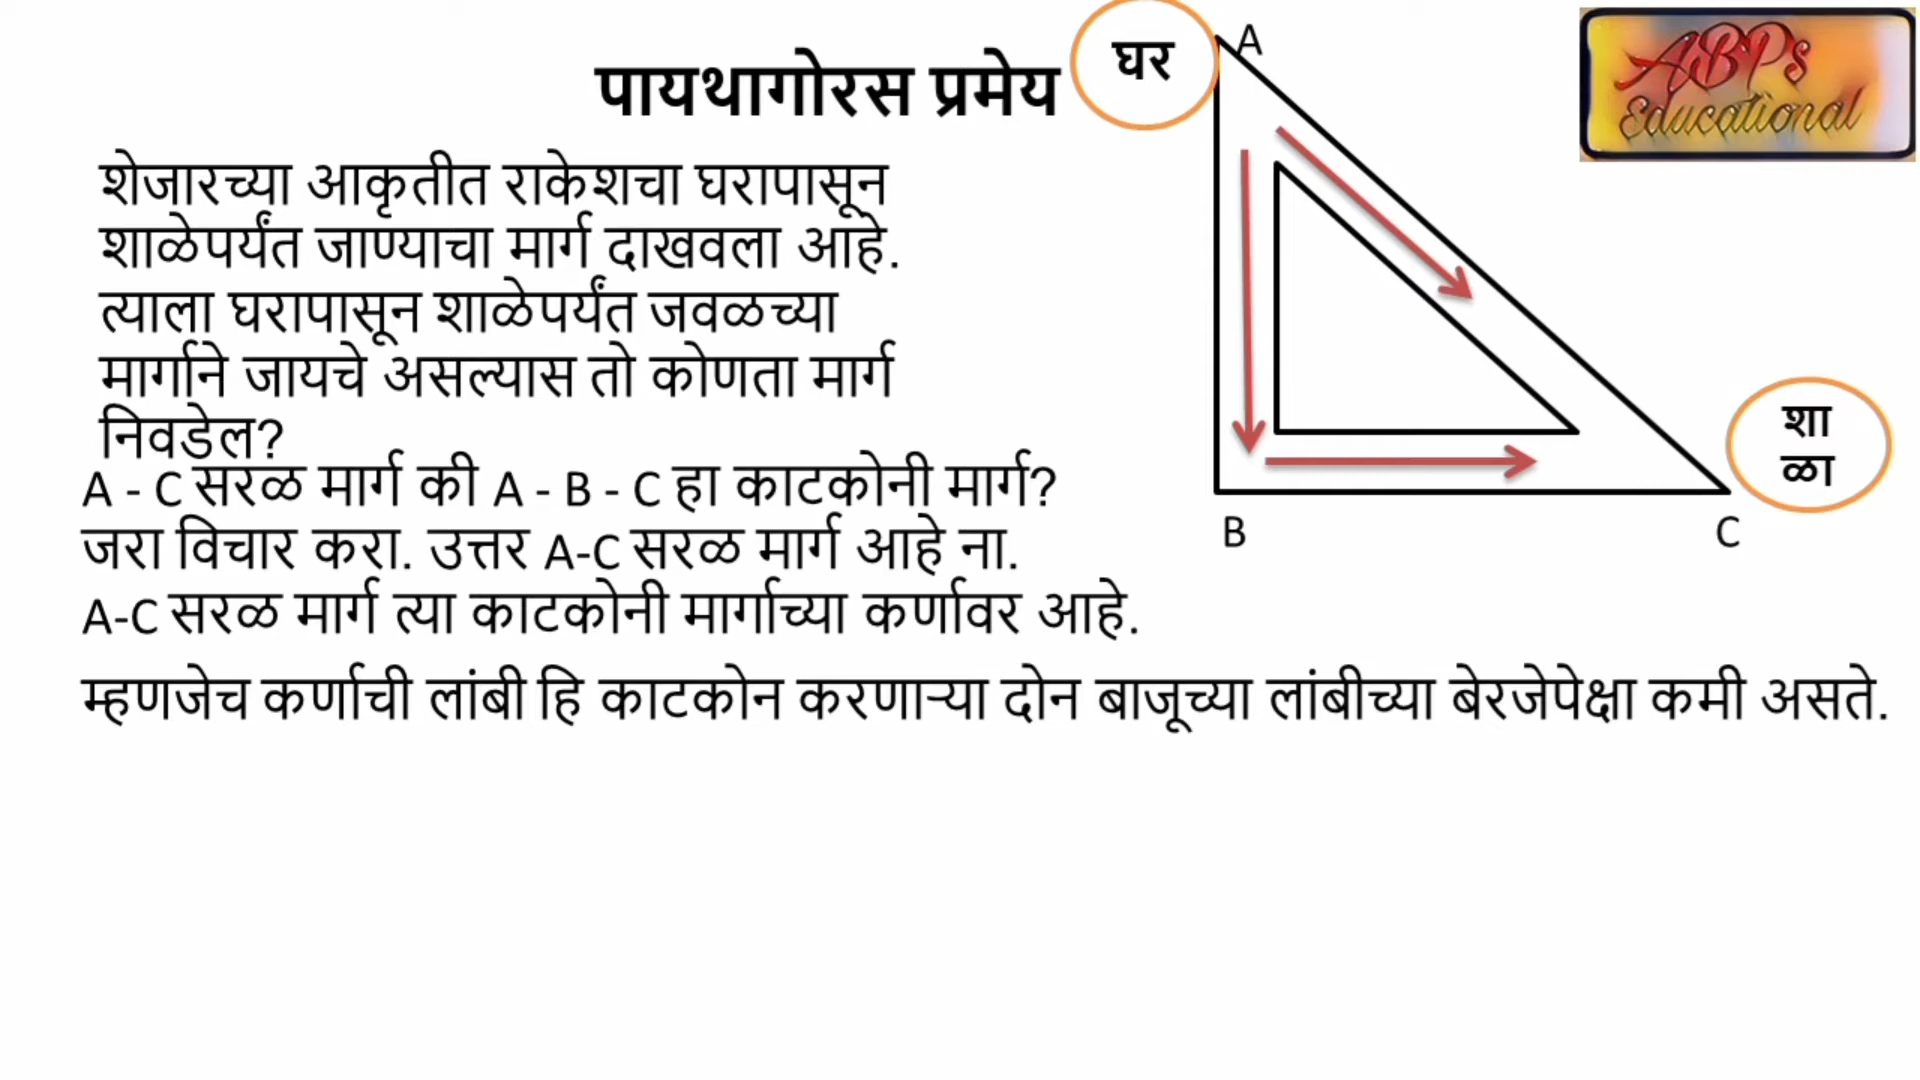 पायथागोरस प्रमेय
घर
A
ABPs
Educational
शेजारच्या आकृतीत राकेशचा घरापासून
शाळेपर्यंत जाण्याचा मार्ग दाखवला आहे.
त्याला घरापासून शाळेपर्यंत जवळच्या
मार्गाने जायचे असल्यास तो कोणता मार्ग
निवडेल?
शा
ळा
B
C
A - C सरळ मार्ग की A - B - C हा काटकोनी मार्ग?
जरा विचार करा. उत्तर A-C सरळ मार्ग आहे ना.
A-C सरळ मार्ग त्या काटकोनी मार्गाच्या कर्णावर आहे.
म्हणजेच कर्णाची लांबी हि काटकोन करणाऱ्या दोन बाजूच्या लांबीच्या बेरजेपेक्षा कमी असते.